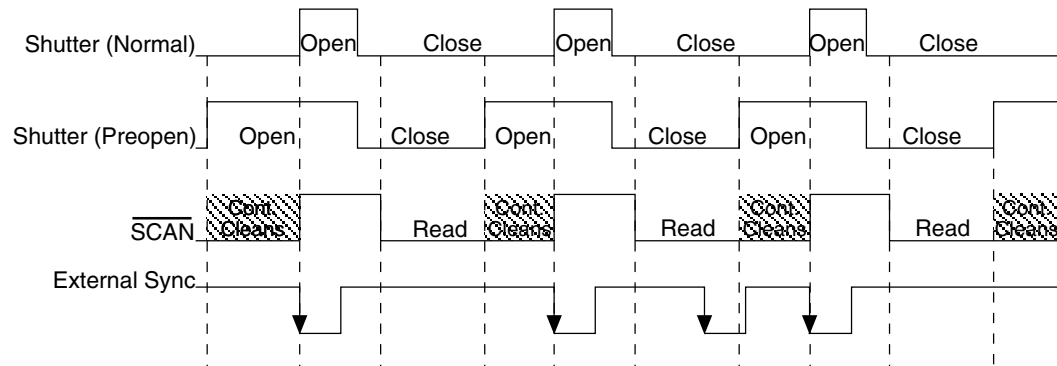 Shutter (Normal) Open Close Open Close Open Close
Shutter (Preopen) Open Close Open Close Open Close
Cont. Cont. Cont. Cont.
SCAN Cleans Read Cleans Read Cleans Read Cleans
External Sync